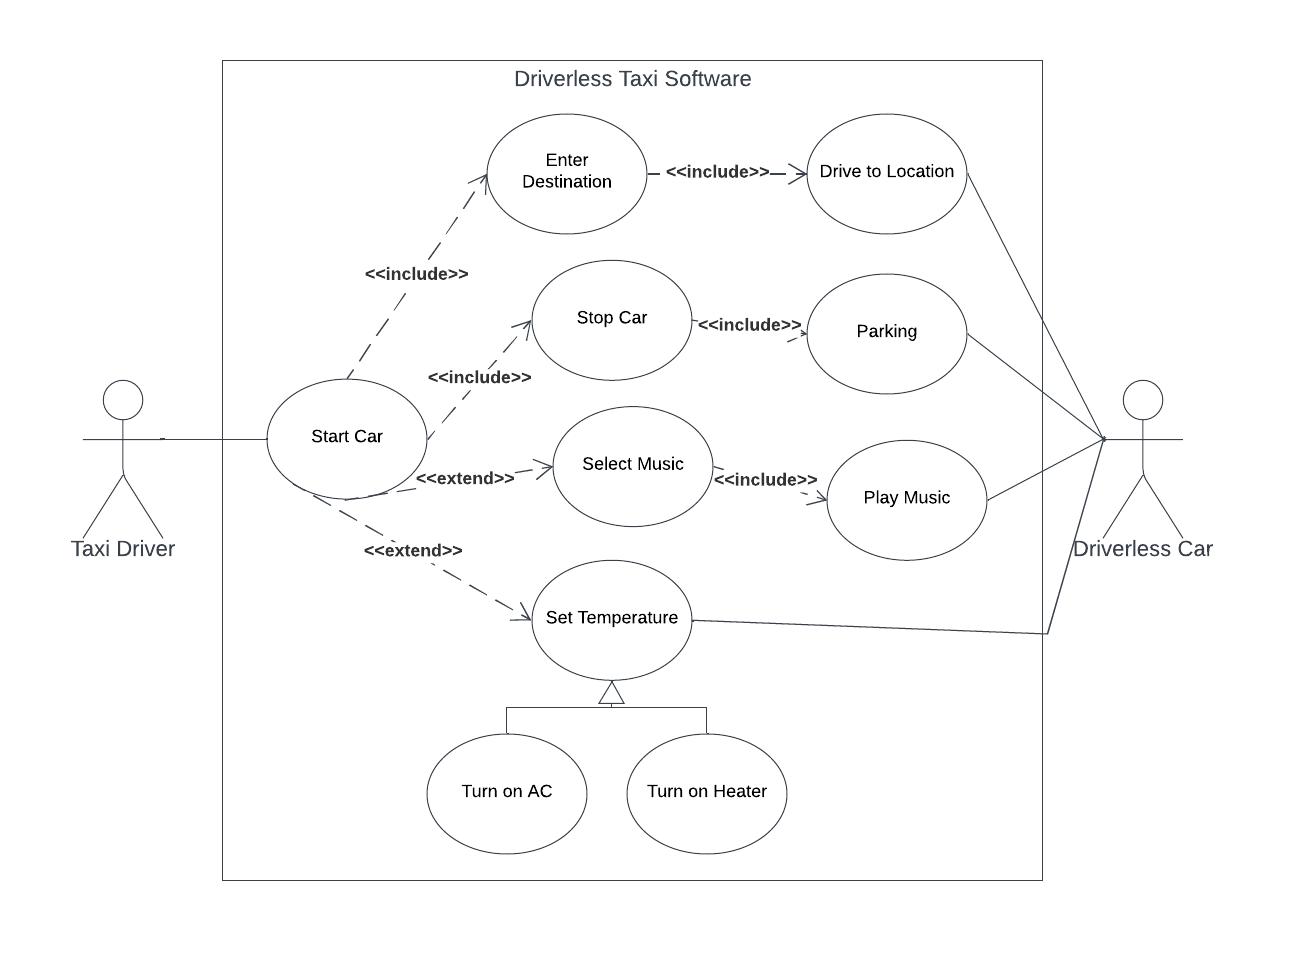 Driverless Taxi Software
Enter
Destination
<<include>>
Drive to Location
<<include>>
Stop Car
<<include>>
Parking
<<include>>
Start Car
Select Music
<<extend>>
<<include>>
Play Music
Taxi Driver
Driverless Car
<<extend>>
Set Temperature
Turn on AC
Turn on Heater